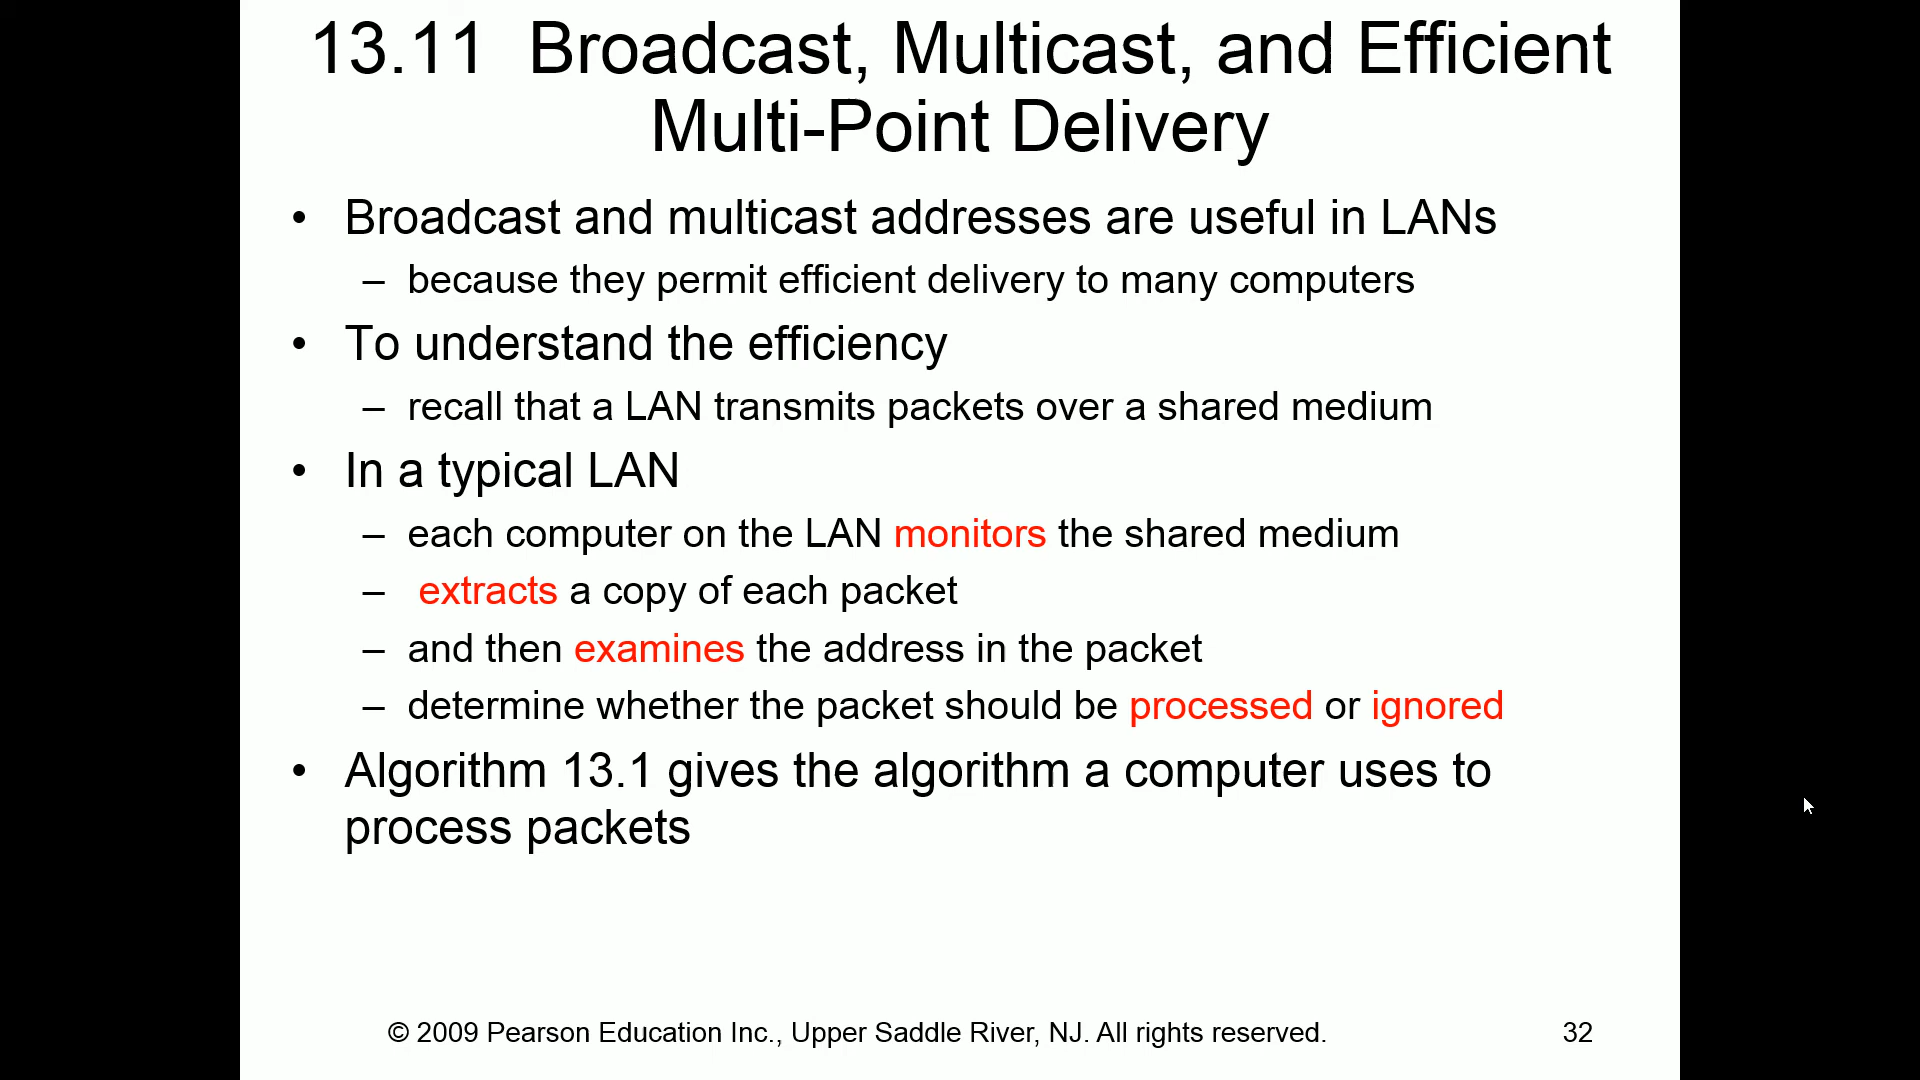 13.11 Broadcast, Multicast, and Efficient
Multi-Point Delivery
• Broadcast and multicast addresses are useful in LANs
– because they permit efficient delivery to many computers
• To understand the efficiency
– recall that a LAN transmits packets over a shared medium
• In a typical LAN
– each computer on the LAN monitors the shared medium
– extracts a copy of each packet
– and then examines the address in the packet
– determine whether the packet should be processed or ignored
• Algorithm 13.1 gives the algorithm a computer uses to
process packets
© 2009 Pearson Education Inc., Upper Saddle River, NJ. All rights reserved.
32